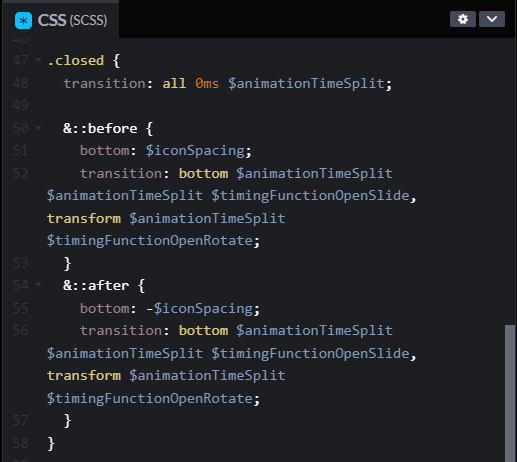 CSS (SCSS)
46
47 .closed {
48 transition: all 0ms $animationTimeSplit;
49
50 &::before {
51 bottom: $iconSpacing;
52 transition: bottom $animationTimeSplit
$animationTimeSplit $timingFunctionOpenSlide,
transform $animationTimeSplit
$timingFunctionOpenRotate;
53 }
54 &::after {
55 bottom: -$iconSpacing;
56 transition: bottom $animationTimeSplit
$animationTimeSplit $timingFunctionOpenSlide,
transform $animationTimeSplit
$timingFunctionOpenRotate;
57 }
58 }